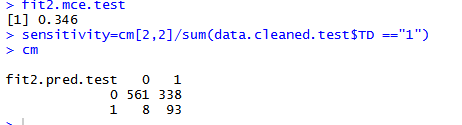 > fit2.mce.test
[1] 0.346
> sensitivity=cm[2,2]/sum(data.cleaned.test$TD =="1")
> cm
fit2.pred.test   0   1
             0 561 338
             1   8  93
>